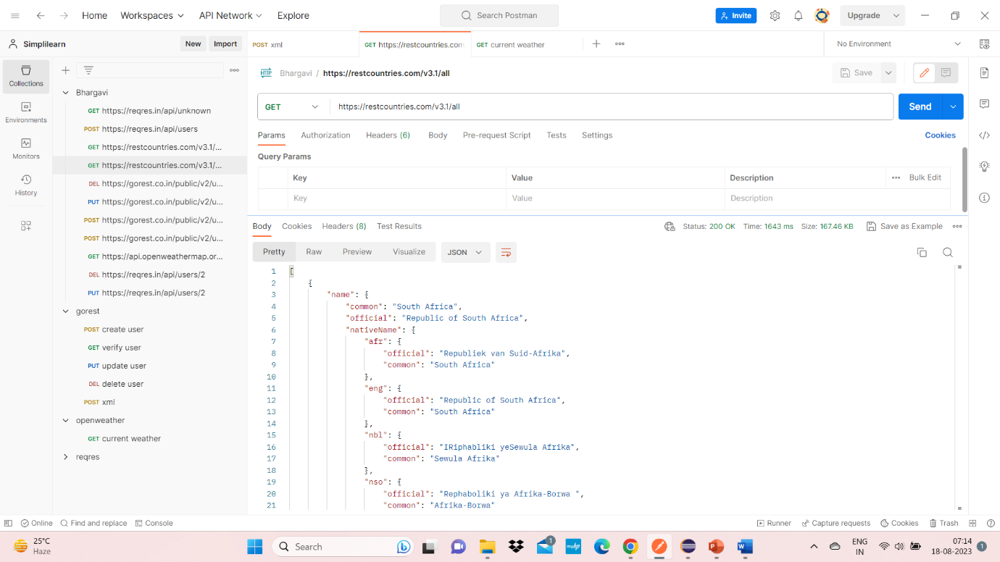 Home Workspaces API Network Explore Search Postman Invite Upgrade
Simplilearn New Import POST xml GET https://restcountries.com GET current weather No Environment
Collections
Environments
Monitors
History
Bhargavi
GET https://reqres.in/api/unknown
POST https://reqres.in/api/users
GET https://restcountries.com/v3.1/...
GET https://restcountries.com/v3.1/...
DEL https://gorest.co.in/public/v2/u...
PUT https://gorest.co.in/public/v2/u...
POST https://gorest.co.in/public/v2/u...
POST https://gorest.co.in/public/v2/u...
GET https://api.openweathermap.or...
DEL https://reqres.in/api/users/2
PUT https://reqres.in/api/users/2
gorest
POST create user
GET verify user
PUT update user
DEL delete user
POST xml
openweather
GET current weather
reqres
HTTP Bhargavi / https://restcountries.com/v3.1/all Save
GET https://restcountries.com/v3.1/all Send
Params Authorization Headers (6) Body Pre-request Script Tests Settings Cookies
Query Params
Key Value Description Bulk Edit
Key Value Description
Body Cookies Headers (8) Test Results Status: 200 OK Time: 1643 ms Size: 167.46 KB Save as Example
Pretty Raw Preview Visualize JSON
1 [
2 {
3 "name": {
4 "common": "South Africa",
5 "official": "Republic of South Africa",
6 "nativeName": {
7 "afr": {
8 "official": "Republiek van Suid-Afrika",
9 "common": "South Africa"
10 },
11 "eng": {
12 "official": "Republic of South Africa",
13 "common": "South Africa"
14 },
15 "nbl": {
16 "official": "IRiphabliki yeSewula Afrika",
17 "common": "Sewula Afrika"
18 },
19 "nso": {
20 "official": "Rephaboliki ya Afrika-Borwa ",
21 "common": "Afrika-Borwa"
Online Find and replace Console Runner Capture requests Cookies Trash
25°C
Haze
Search
1
myhp
ENG
IN
07:14
18-08-2023
1